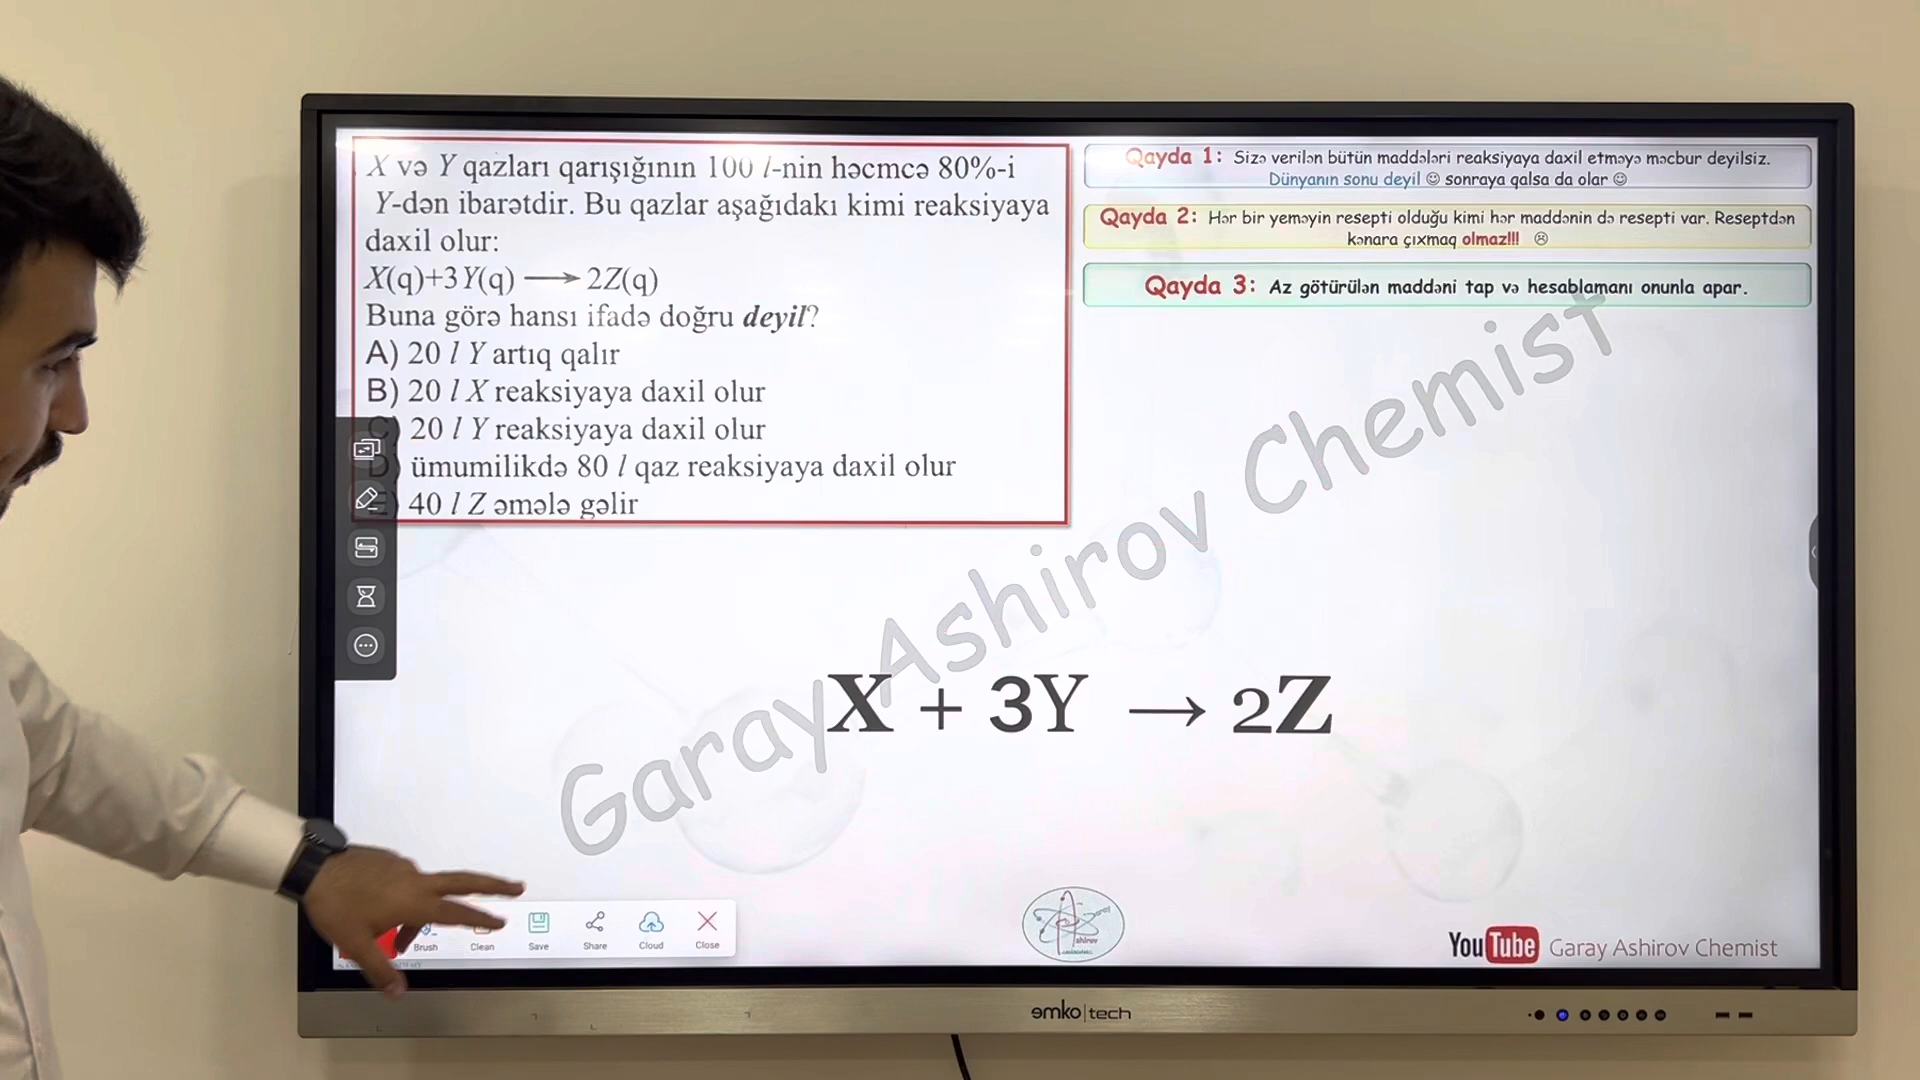 X və Y qazları qarışığının 100 l-nin həcmcə 80%-i
Y-dən ibarətdir. Bu qazlar aşağıdakı kimi reaksiyaya
daxil olur:
X(q)+3Y(q) ⟶ 2Z(q)
Buna görə hansı ifadə doğru deyil?
A) 20 l Y artıq qalır
B) 20 l X reaksiyaya daxil olur
C) 20 l Y reaksiyaya daxil olur
D) ümumilikdə 80 l qaz reaksiyaya daxil olur
E) 40 l Z əmələ gəlir
Qayda 1: Sizə verilən bütün maddələri reaksiyaya daxil etməyə məcbur deyilsiz.
Dünyanın sonu deyil ☺ sonraya qalsa da olar ☺
Qayda 2: Hər bir yeməyin resepti olduğu kimi hər maddənin də resepti var. Reseptdən
kənara çıxmaq olmaz!!! ☹
Qayda 3: Az götürülən maddəni tap və hesablamanı onunla apar.
Garay Ashirov Chemist
X + 3Y → 2Z
Brush Clean Save Share Cloud Close
ashirov
YouTube Garay Ashirov Chemist
əmko|tech